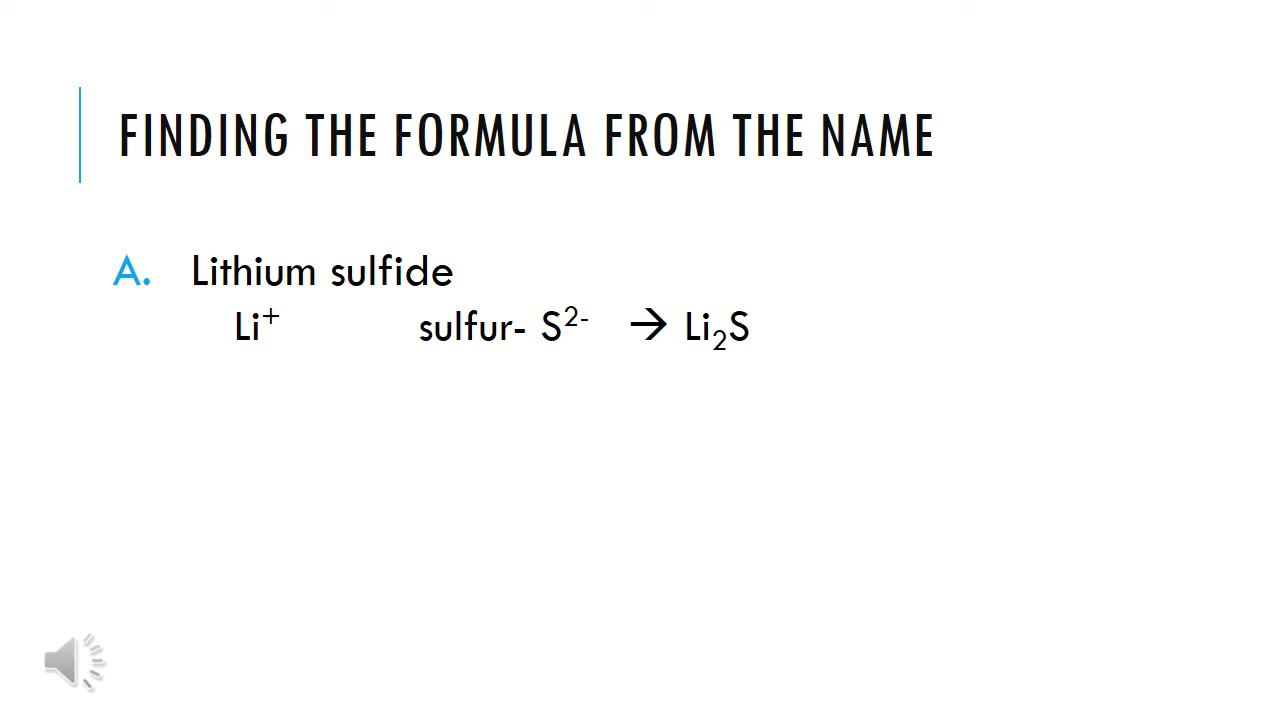 FINDING THE FORMULA FROM THE NAME
A. Lithium sulfide
Li⁺ sulfur- S²⁻ → Li₂S